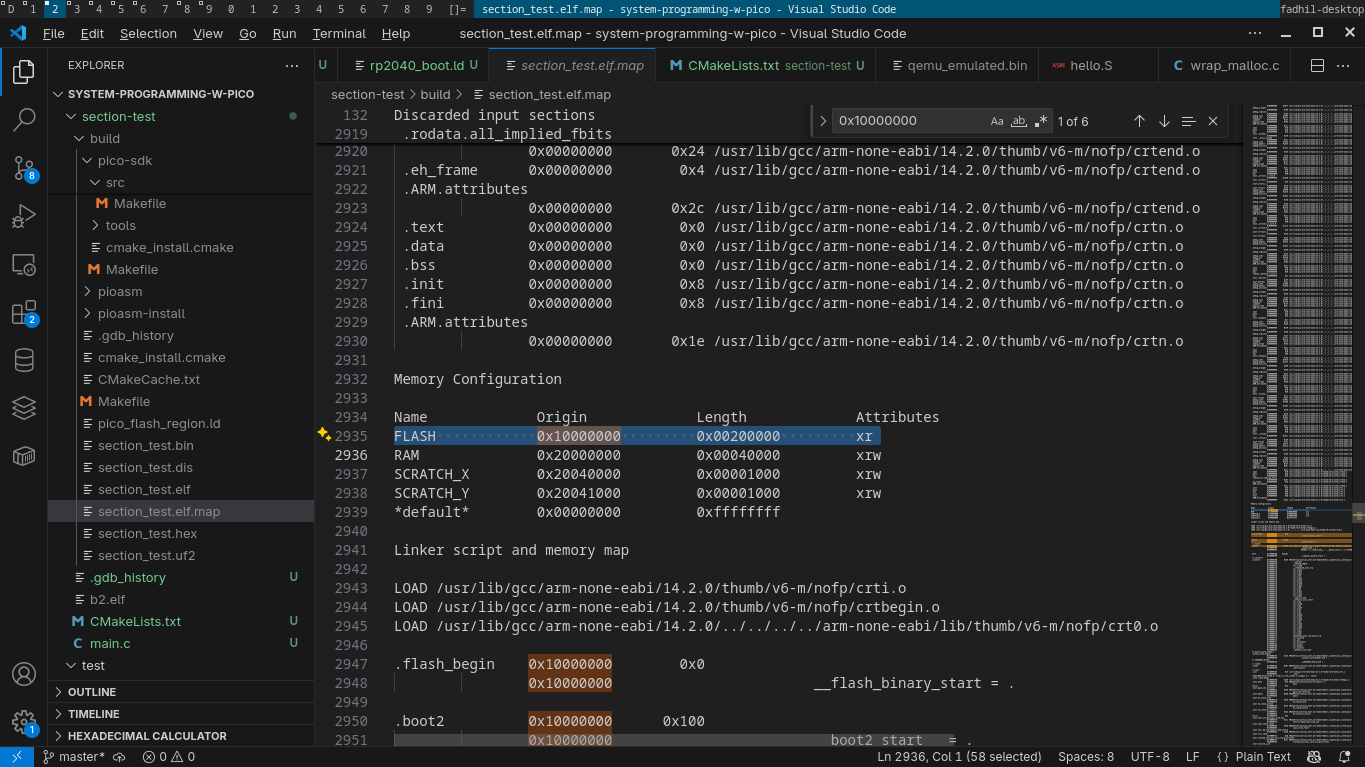 D 1 2 3 4 5 6 7 8 9 0 1 2 3 4 5 6 7 8 9 []= section_test.elf.map - system-programming-w-pico - Visual Studio Code fadhil-desktop
File Edit Selection View Go Run Terminal Help section_test.elf.map - system-programming-w-pico - Visual Studio Code
EXPLORER
SYSTEM-PROGRAMMING-W-PICO
section-test
build
pico-sdk
src
Makefile
tools
cmake_install.cmake
Makefile
pioasm
pioasm-install
.gdb_history
cmake_install.cmake
CMakeCache.txt
Makefile
pico_flash_region.ld
section_test.bin
section_test.dis
section_test.elf
section_test.elf.map
section_test.hex
section_test.uf2
.gdb_history U
b2.elf
CMakeLists.txt U
main.c U
test
OUTLINE
TIMELINE
HEXADECIMAL CALCULATOR
8
2
1
U rp2040_boot.ld U section_test.elf.map CMakeLists.txt section-test U qemu_emulated.bin ASM hello.S C wrap_malloc.c
section-test > build > section_test.elf.map
0x10000000 Aa ab .* 1 of 6
132 Discarded input sections
2919 .rodata.all_implied_fbits
2920 0x00000000 0x24 /usr/lib/gcc/arm-none-eabi/14.2.0/thumb/v6-m/nofp/crtend.o
2921 .eh_frame 0x00000000 0x4 /usr/lib/gcc/arm-none-eabi/14.2.0/thumb/v6-m/nofp/crtend.o
2922 .ARM.attributes
2923 0x00000000 0x2c /usr/lib/gcc/arm-none-eabi/14.2.0/thumb/v6-m/nofp/crtend.o
2924 .text 0x00000000 0x0 /usr/lib/gcc/arm-none-eabi/14.2.0/thumb/v6-m/nofp/crtn.o
2925 .data 0x00000000 0x0 /usr/lib/gcc/arm-none-eabi/14.2.0/thumb/v6-m/nofp/crtn.o
2926 .bss 0x00000000 0x0 /usr/lib/gcc/arm-none-eabi/14.2.0/thumb/v6-m/nofp/crtn.o
2927 .init 0x00000000 0x8 /usr/lib/gcc/arm-none-eabi/14.2.0/thumb/v6-m/nofp/crtn.o
2928 .fini 0x00000000 0x8 /usr/lib/gcc/arm-none-eabi/14.2.0/thumb/v6-m/nofp/crtn.o
2929 .ARM.attributes
2930 0x00000000 0x1e /usr/lib/gcc/arm-none-eabi/14.2.0/thumb/v6-m/nofp/crtn.o
2931
2932 Memory Configuration
2933
2934 Name Origin Length Attributes
2935 FLASH 0x10000000 0x00200000 xr
2936 RAM 0x20000000 0x00040000 xrw
2937 SCRATCH_X 0x20040000 0x00001000 xrw
2938 SCRATCH_Y 0x20041000 0x00001000 xrw
2939 *default* 0x00000000 0xffffffff
2940
2941 Linker script and memory map
2942
2943 LOAD /usr/lib/gcc/arm-none-eabi/14.2.0/thumb/v6-m/nofp/crti.o
2944 LOAD /usr/lib/gcc/arm-none-eabi/14.2.0/thumb/v6-m/nofp/crtbegin.o
2945 LOAD /usr/lib/gcc/arm-none-eabi/14.2.0/../../../../arm-none-eabi/lib/thumb/v6-m/nofp/crt0.o
2946
2947 .flash_begin 0x10000000 0x0
2948 0x10000000 __flash_binary_start = .
2949
2950 .boot2 0x10000000 0x100
2951 0x10000000 __boot2_start__ = .
master* 0 0 Ln 2936, Col 1 (58 selected) Spaces: 8 UTF-8 LF {} Plain Text